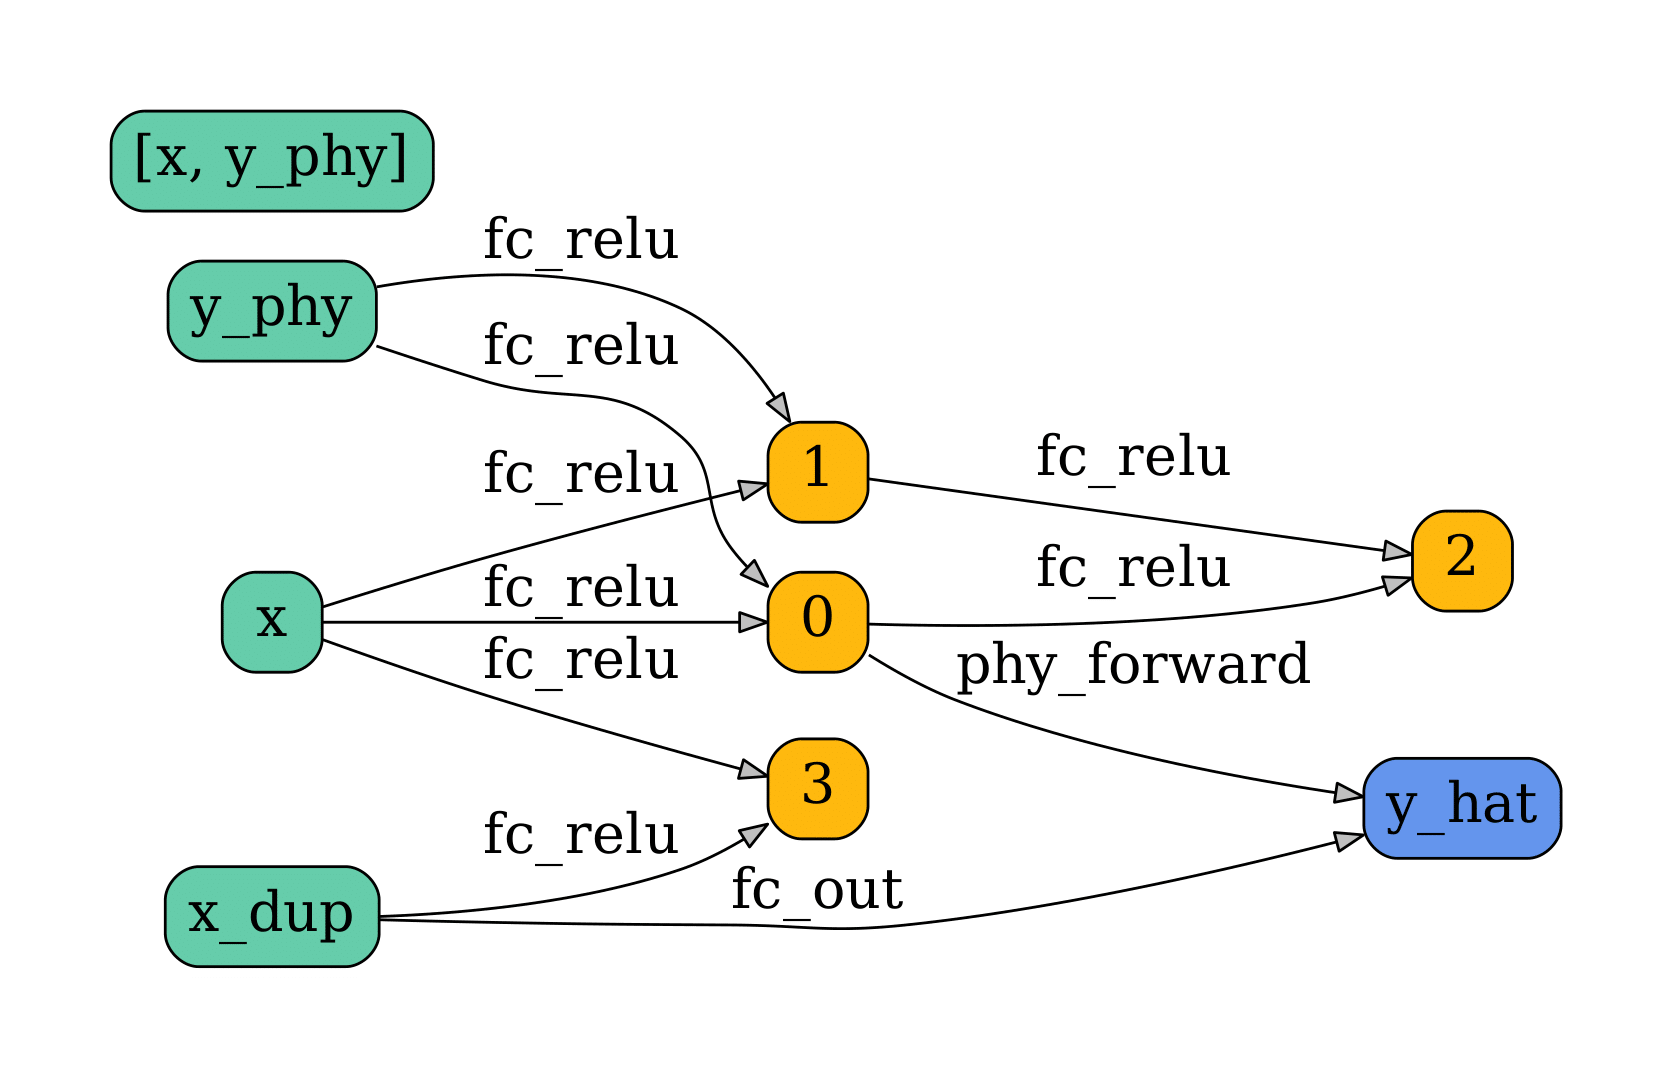 [x, y_phy]
fc_relu
y_phy
fc_relu
fc_relu
1
fc_relu
2
fc_relu
fc_relu
x
0
fc_relu
phy_forward
3
y_hat
fc_relu
fc_out
x_dup